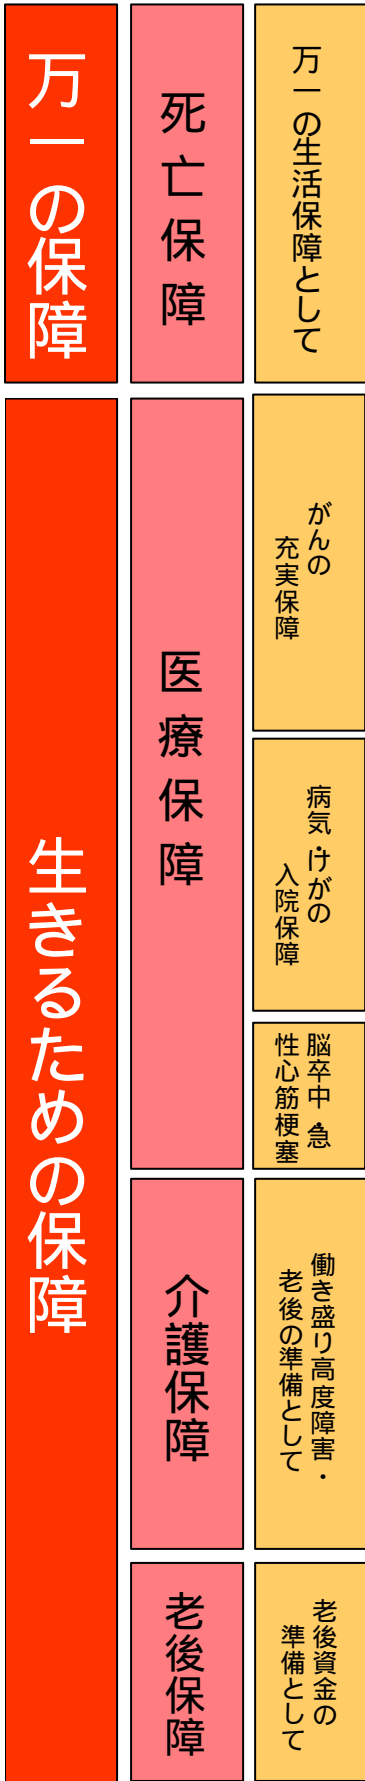 万一の保障
死亡保障
万一の生活保障として
生きるための保障
医療保障
がんの
充実保障
病気・けがの
入院保障
脳卒中・急
性心筋梗塞
介護保障
働き盛り高度障害・
老後の準備として
老後保障
老後資金の
準備として